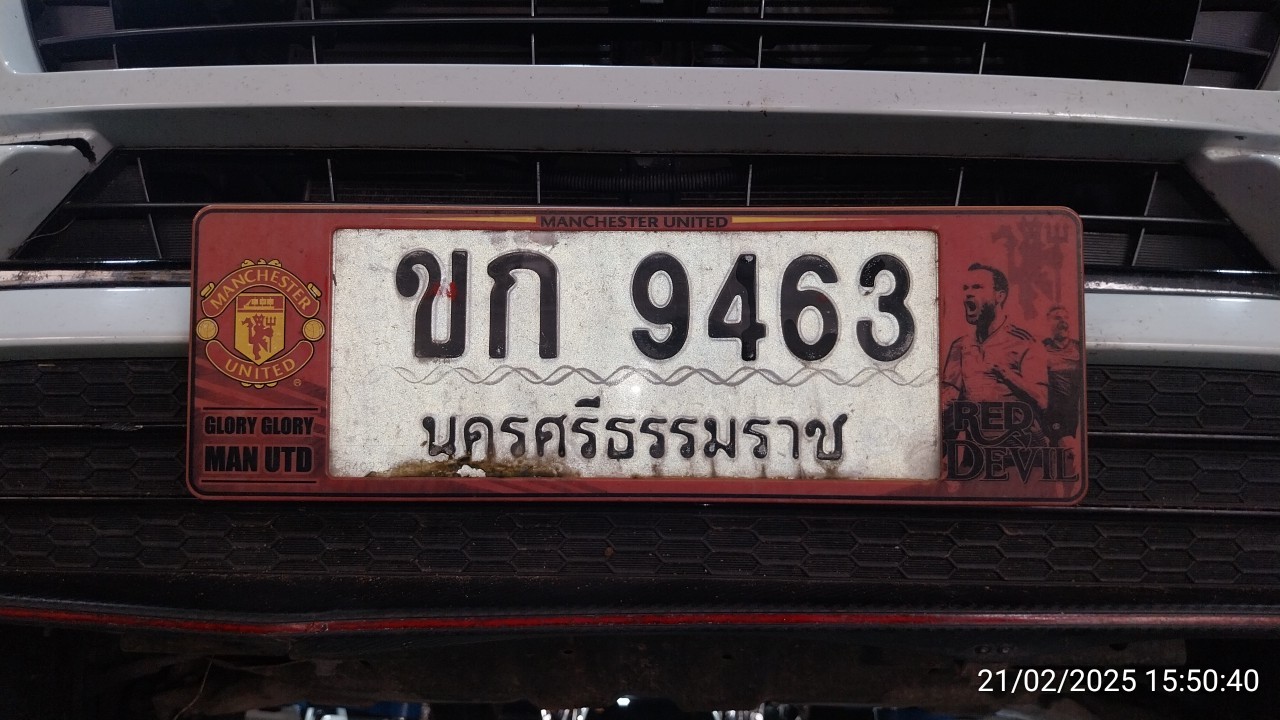 MANCHESTER UNITED
ขก 9463
นครศรีธรรมราช
MANCHESTER
UNITED
®
GLORY GLORY
MAN UTD
RED
DEVIL
21/02/2025 15:50:40